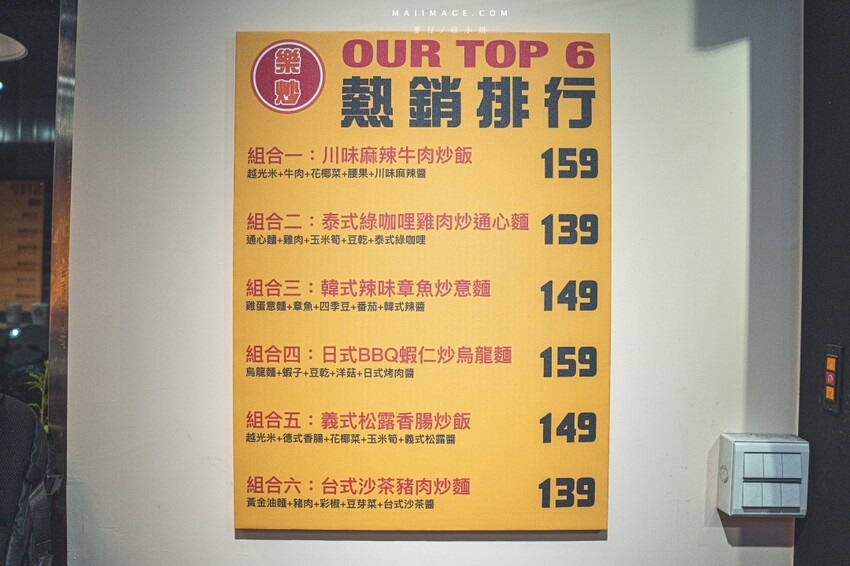 MAIIMAGE.COM
樂炒
OUR TOP 6
熱銷排行
組合一：川味麻辣牛肉炒飯 159
越光米+牛肉+花椰菜+腰果+川味麻辣醬
組合二：泰式綠咖哩雞肉炒通心麵 139
通心麵+雞肉+玉米筍+豆乾+泰式綠咖哩
組合三：韓式辣味章魚炒意麵 149
雞蛋意麵+章魚+四季豆+番茄+韓式辣醬
組合四：日式BBQ蝦仁炒烏龍麵 159
烏龍麵+蝦子+豆乾+洋菇+日式烤肉醬
組合五：義式松露香腸炒飯 149
越光米+德式香腸+花椰菜+玉米筍+義式松露醬
組合六：台式沙茶豬肉炒麵 139
黃金油麵+豬肉+彩椒+豆芽菜+台式沙茶醬